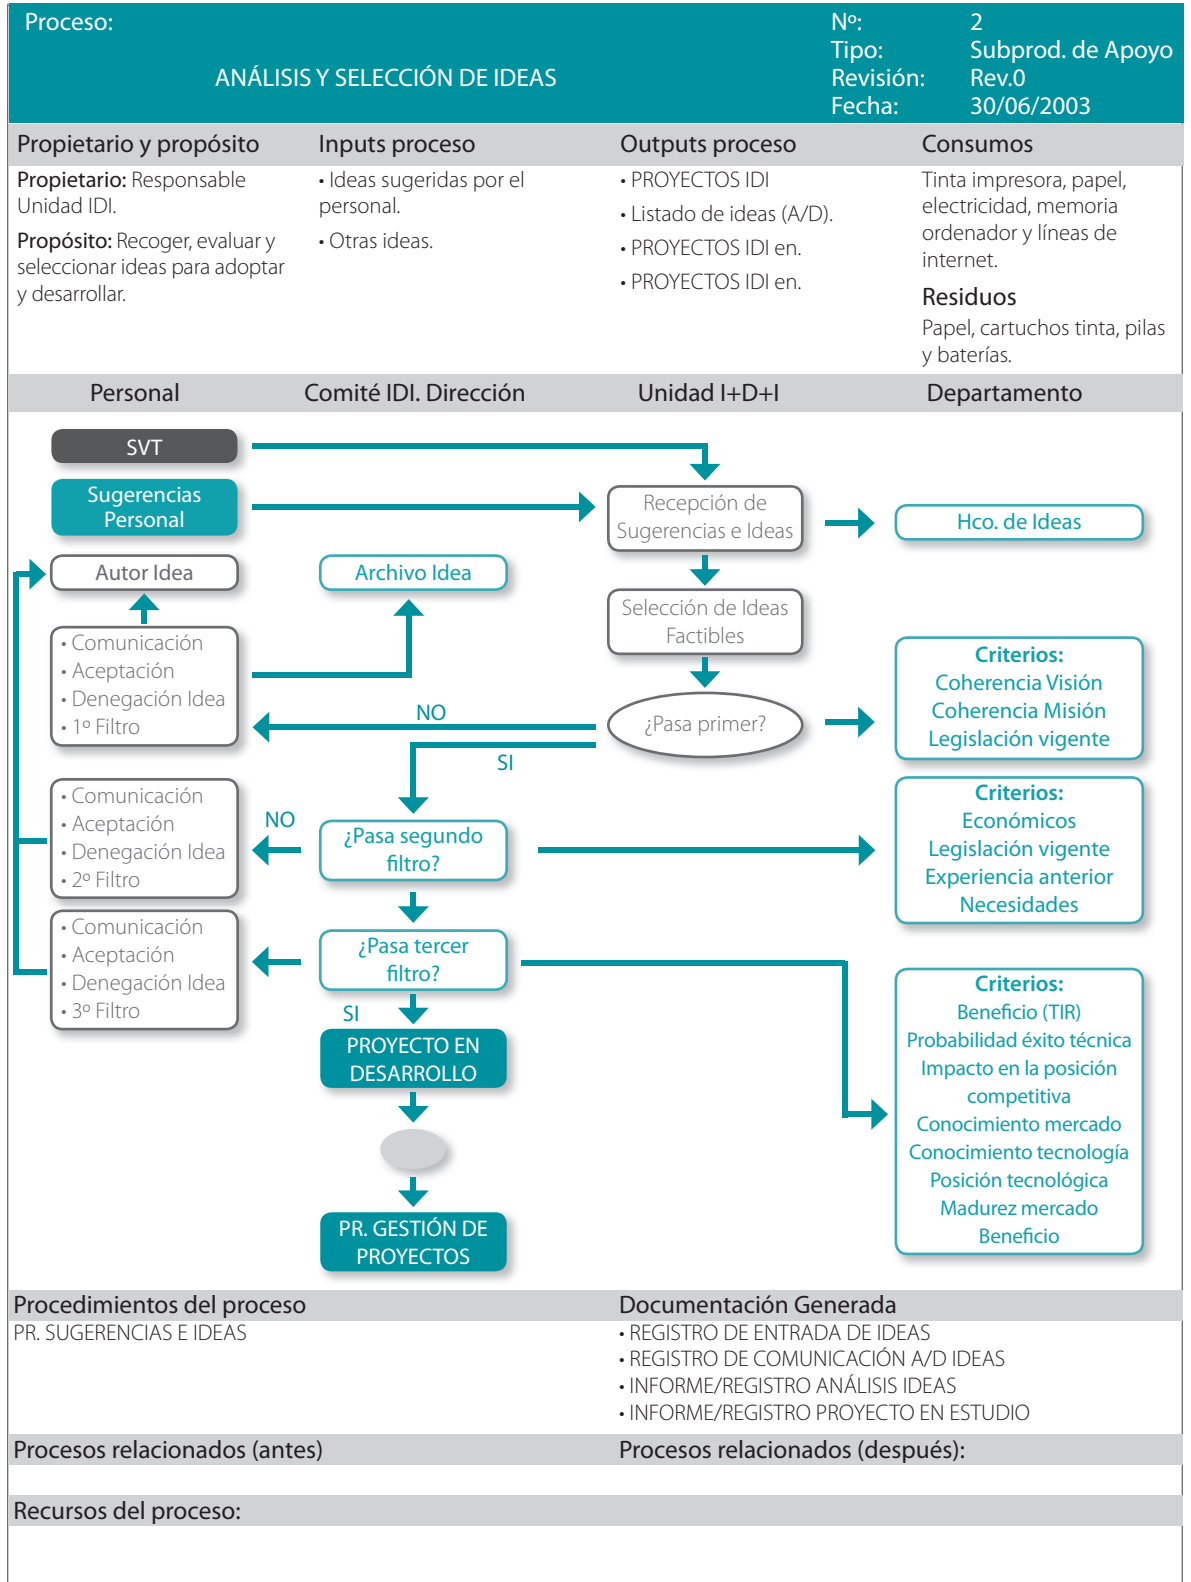 Proceso:
ANÁLISIS Y SELECCIÓN DE IDEAS
Nº: 2
Tipo: Subprod. de Apoyo
Revisión: Rev.0
Fecha: 30/06/2003
Propietario y propósito
Propietario: Responsable
Unidad IDI.
Propósito: Recoger, evaluar y
seleccionar ideas para adoptar
y desarrollar.
Inputs proceso
• Ideas sugeridas por el
personal.
• Otras ideas.
Outputs proceso
• PROYECTOS IDI
• Listado de ideas (A/D).
• PROYECTOS IDI en.
• PROYECTOS IDI en.
Consumos
Tinta impresora, papel,
electricidad, memoria
ordenador y líneas de
internet.
Residuos
Papel, cartuchos tinta, pilas
y baterías.
Personal
Comité IDI. Dirección
Unidad I+D+I
Departamento
SVT
Sugerencias
Personal
Recepción de
Sugerencias e Ideas
Hco. de Ideas
Autor Idea
Archivo Idea
Selección de Ideas
Factibles
• Comunicación
• Aceptación
• Denegación Idea
• 1º Filtro
NO
¿Pasa primer?
SI
Criterios:
Coherencia Visión
Coherencia Misión
Legislación vigente
• Comunicación
• Aceptación
• Denegación Idea
• 2º Filtro
NO
¿Pasa segundo
filtro?
Criterios:
Económicos
Legislación vigente
Experiencia anterior
Necesidades
• Comunicación
• Aceptación
• Denegación Idea
• 3º Filtro
¿Pasa tercer
filtro?
SI
Criterios:
Beneficio (TIR)
Probabilidad éxito técnica
Impacto en la posición
competitiva
Conocimiento mercado
Conocimiento tecnología
Posición tecnológica
Madurez mercado
Beneficio
PROYECTO EN
DESARROLLO
PR. GESTIÓN DE
PROYECTOS
Procedimientos del proceso
PR. SUGERENCIAS E IDEAS
Documentación Generada
• REGISTRO DE ENTRADA DE IDEAS
• REGISTRO DE COMUNICACIÓN A/D IDEAS
• INFORME/REGISTRO ANÁLISIS IDEAS
• INFORME/REGISTRO PROYECTO EN ESTUDIO
Procesos relacionados (antes)
Procesos relacionados (después):
Recursos del proceso: